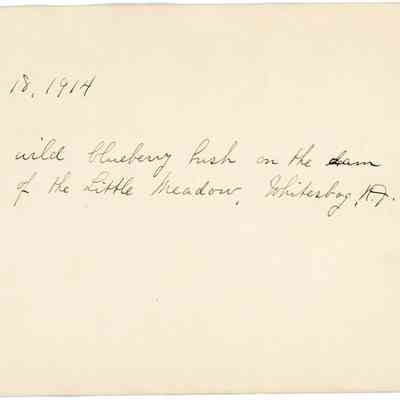 18, 1914
wild blueberry bush on the dam
of the Little Meadow, Whitesbog, N.J.